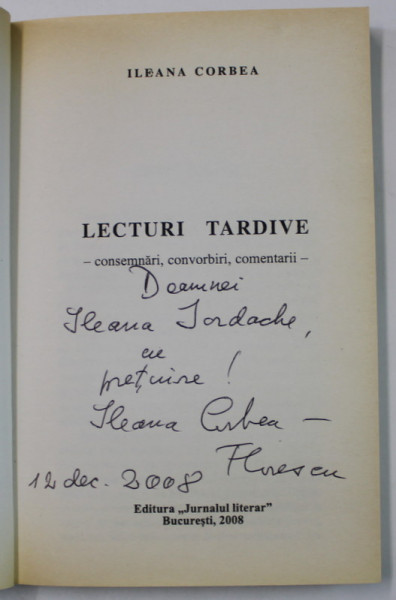 ILEANA CORBEA
LECTURI TARDIVE
– consemnări, convorbiri, comentarii –
Doamnei
Ileana Iordache,
cu
prețuire !
Ileana Corbea –
Florescu
12 dec. 2008
Editura „Jurnalul literar”
București, 2008